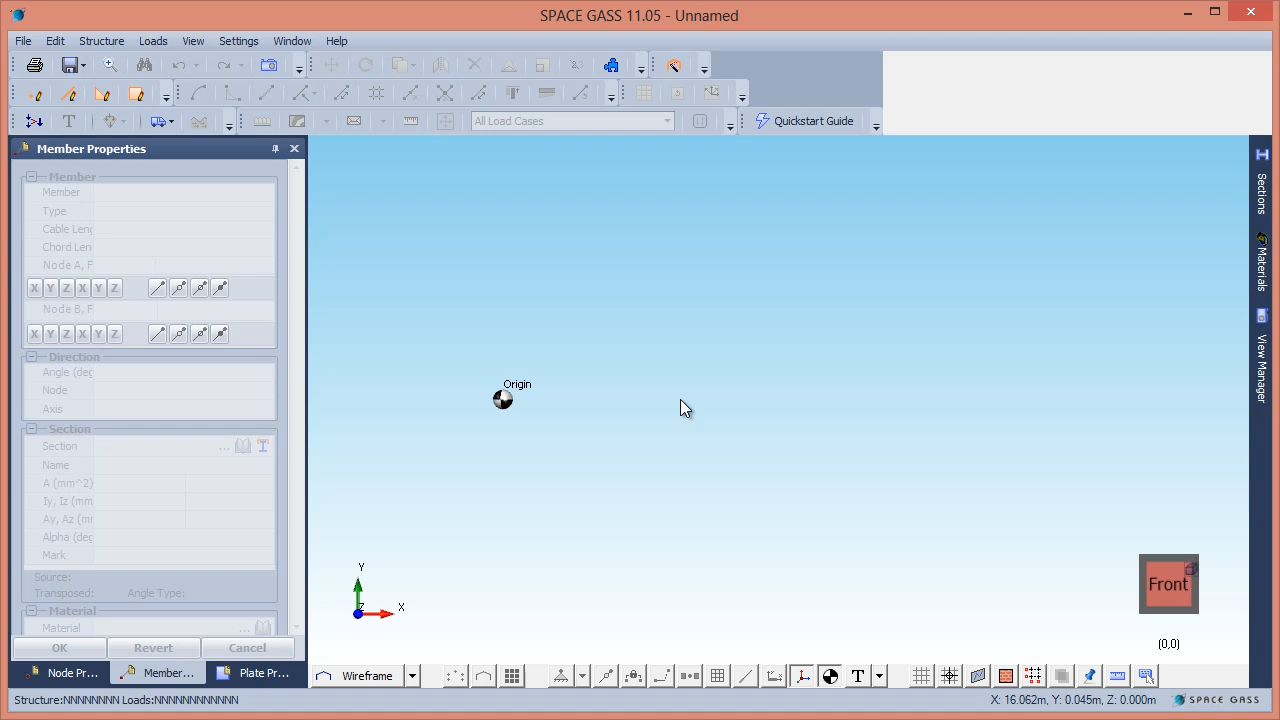 SPACE GASS 11.05 - Unnamed
File Edit Structure Loads View Settings Window Help
All Load Cases Quickstart Guide
Member Properties
Member
Member
Type
Cable Leng
Chord Len
Node A, F
X Y Z X Y Z
Node B, F
X Y Z X Y Z
Direction
Angle (deg
Node
Axis
Section
Section ...
Name
A (mm^2)
Iy, Iz (mm
Ay, Az (m
Alpha (deg
Mark
Source:
Transposed: Angle Type:
Material
Material ...
OK Revert Cancel
Node Pr... Member... Plate Pr...
Origin
Y
Z X
Front
(0,0)
Sections
Materials
View Manager
Wireframe T
Structure:NNNNNNNN Loads:NNNNNNNNNNNN X: 16.062m, Y: 0.045m, Z: 0.000m SPACE GASS